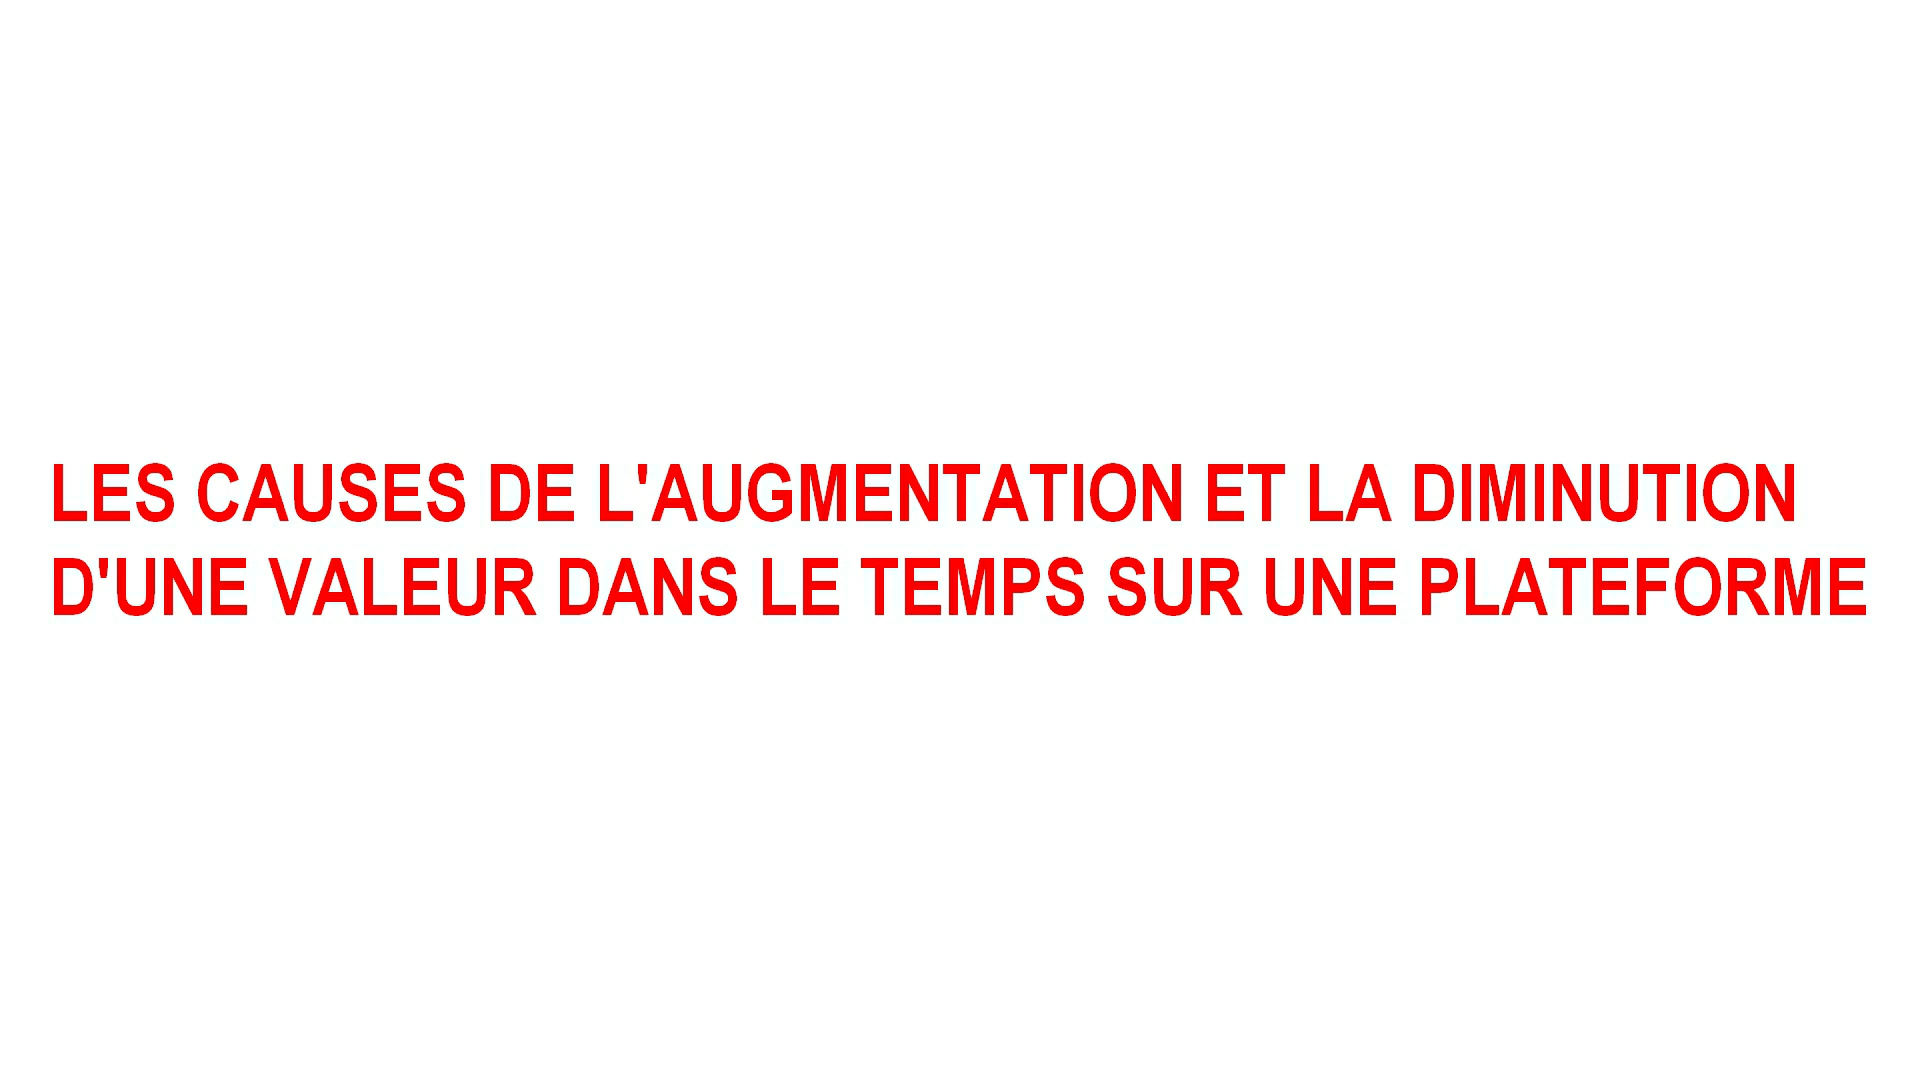 LES CAUSES DE L'AUGMENTATION ET LA DIMINUTION
D'UNE VALEUR DANS LE TEMPS SUR UNE PLATEFORME